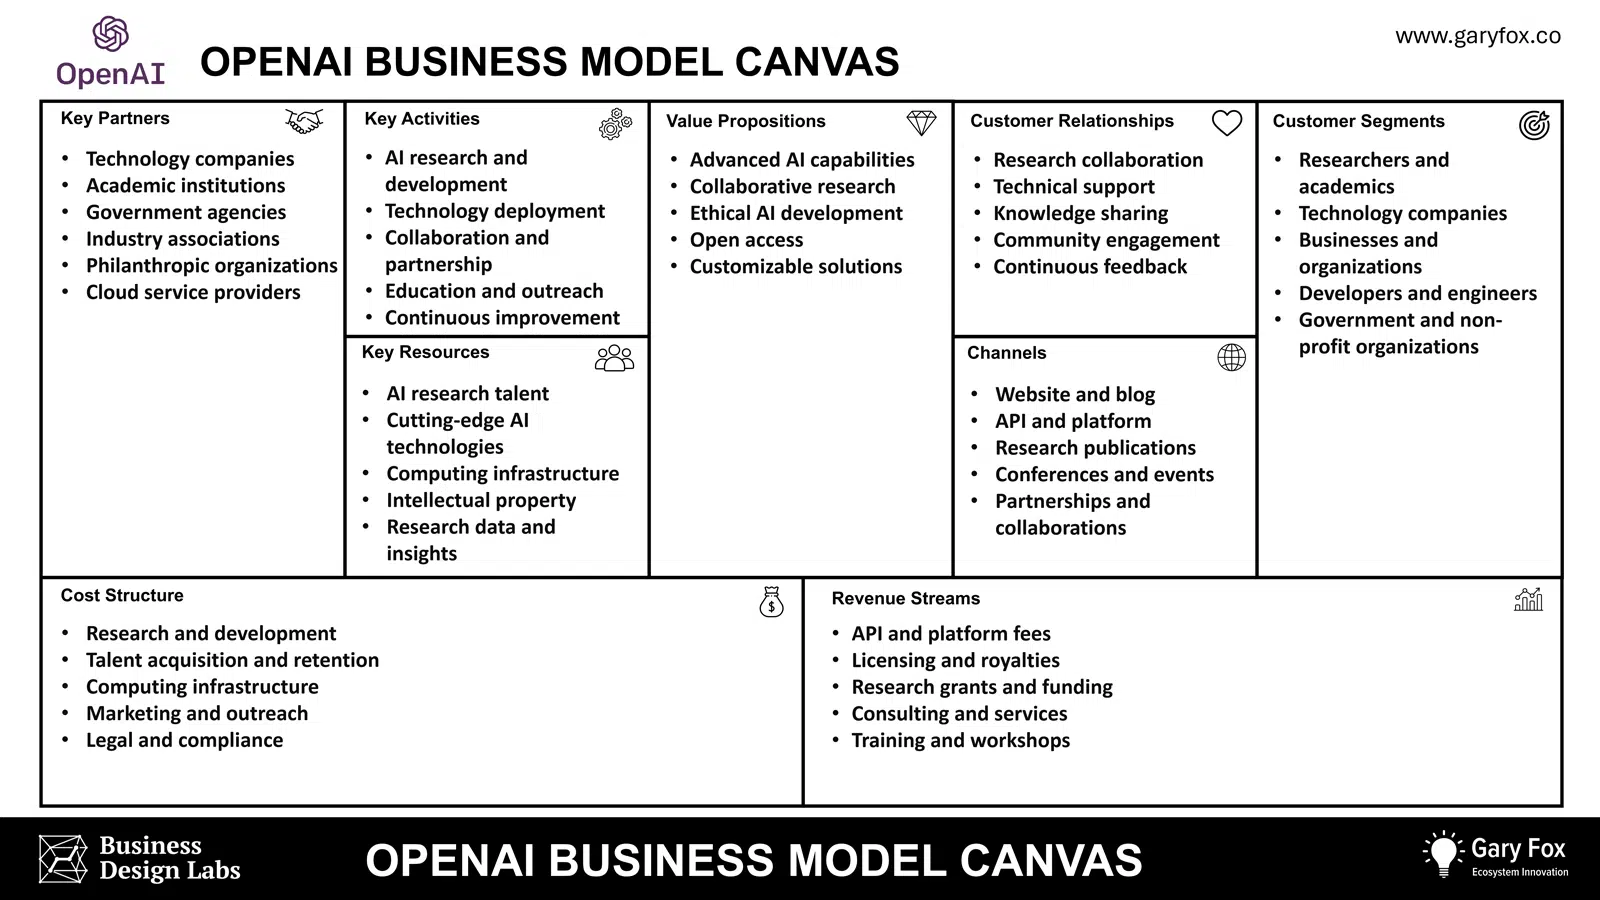 OpenAI
OPENAI BUSINESS MODEL CANVAS
www.garyfox.co
Key Partners
• Technology companies
• Academic institutions
• Government agencies
• Industry associations
• Philanthropic organizations
• Cloud service providers
Key Activities
• AI research and
development
• Technology deployment
• Collaboration and
partnership
• Education and outreach
• Continuous improvement
Key Resources
• AI research talent
• Cutting-edge AI
technologies
• Computing infrastructure
• Intellectual property
• Research data and
insights
Value Propositions
• Advanced AI capabilities
• Collaborative research
• Ethical AI development
• Open access
• Customizable solutions
Customer Relationships
• Research collaboration
• Technical support
• Knowledge sharing
• Community engagement
• Continuous feedback
Channels
• Website and blog
• API and platform
• Research publications
• Conferences and events
• Partnerships and
collaborations
Customer Segments
• Researchers and
academics
• Technology companies
• Businesses and
organizations
• Developers and engineers
• Government and non-
profit organizations
Cost Structure
$
• Research and development
• Talent acquisition and retention
• Computing infrastructure
• Marketing and outreach
• Legal and compliance
Revenue Streams
• API and platform fees
• Licensing and royalties
• Research grants and funding
• Consulting and services
• Training and workshops
Business
Design Labs
OPENAI BUSINESS MODEL CANVAS
Gary Fox
Ecosystem Innovation